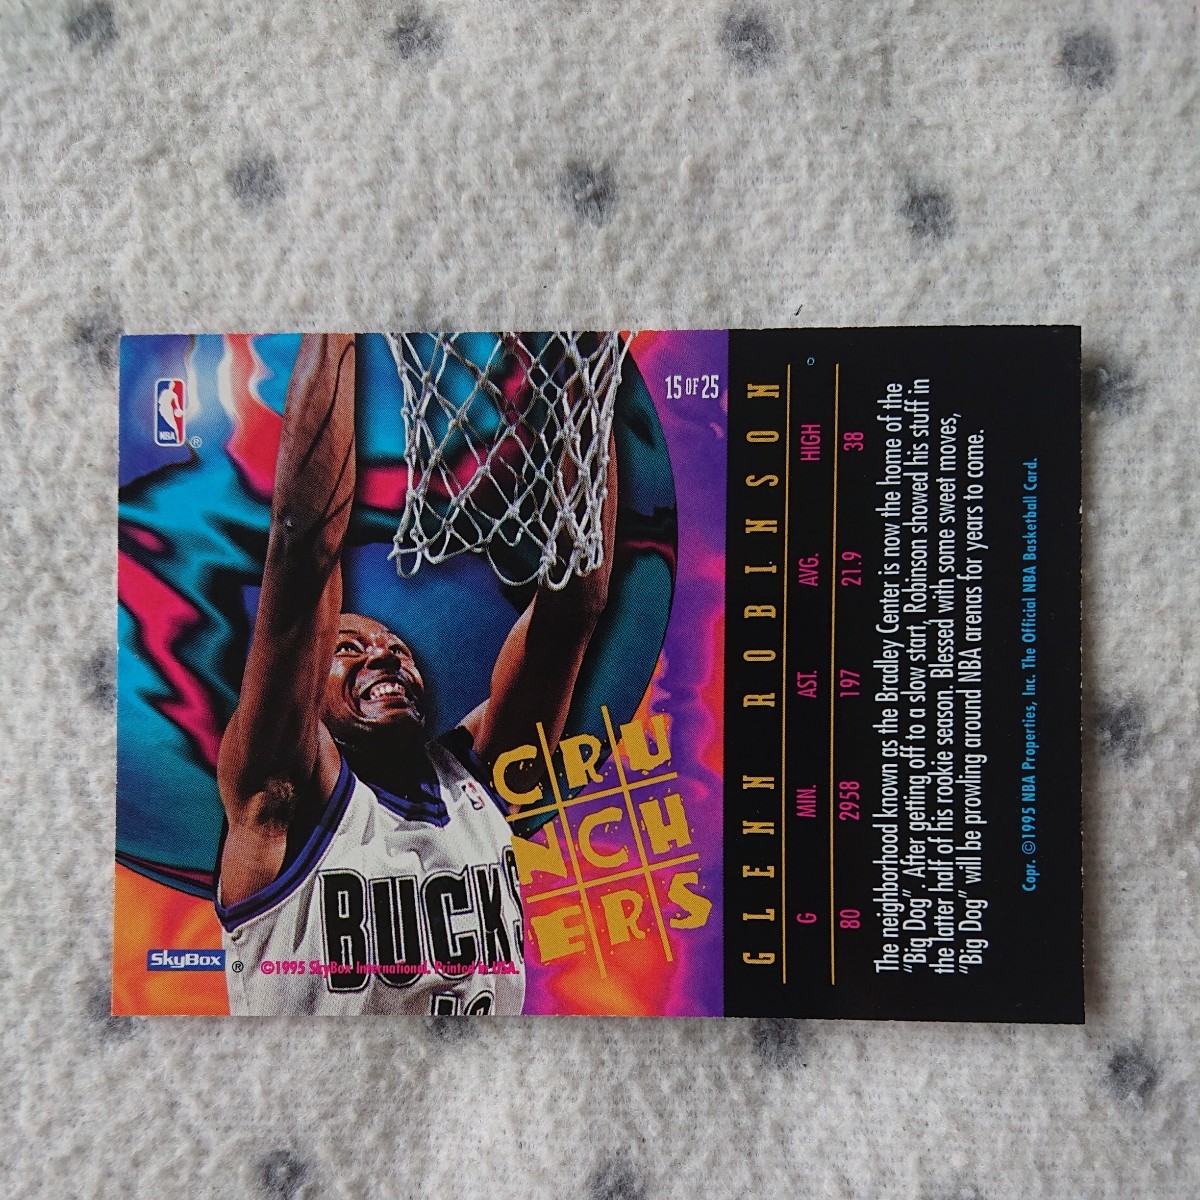 15 OF 25
NBA
®
CRU
NCH
ERS
BUCKS
SkyBox ®
©1995 SkyBox International. Printed in USA.
GLENN ROBINSON
G MIN. AST. AVG. HIGH
80 2958 197 21.9 38
The neighborhood known as the Bradley Center is now the home of the
"Big Dog". After getting off to a slow start, Robinson showed his stuff in
the latter half of his rookie season. Blessed with some sweet moves,
"Big Dog" will be prowling around NBA arenas for years to come.
Copr. ©1995 NBA Properties, Inc. The Official NBA Basketball Card.